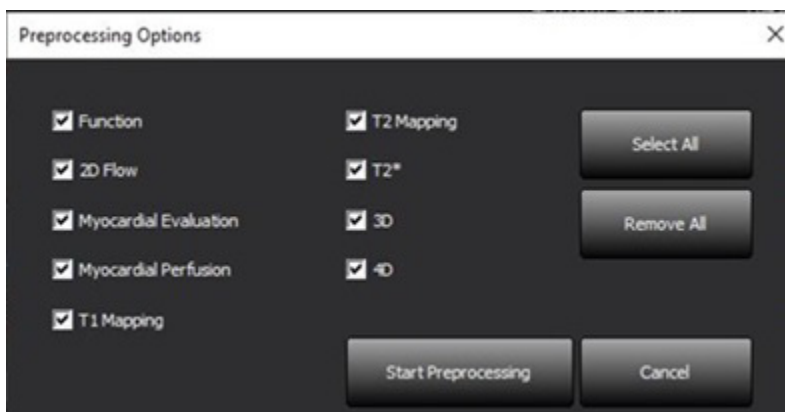 Preprocessing Options
Function
2D Flow
Myocardial Evaluation
Myocardial Perfusion
T1 Mapping
T2 Mapping
T2*
3D
4D
Select All
Remove All
Start Preprocessing
Cancel